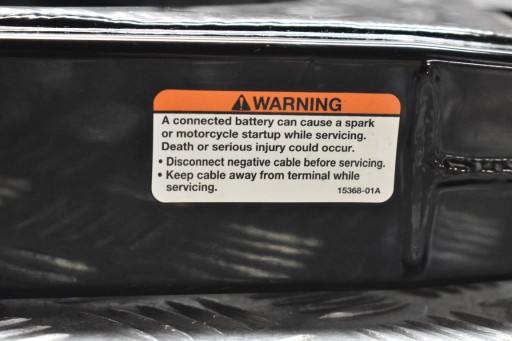 WARNING
A connected battery can cause a spark
or motorcycle startup while servicing.
Death or serious injury could occur.
• Disconnect negative cable before servicing.
• Keep cable away from terminal while
servicing.
15368-01A